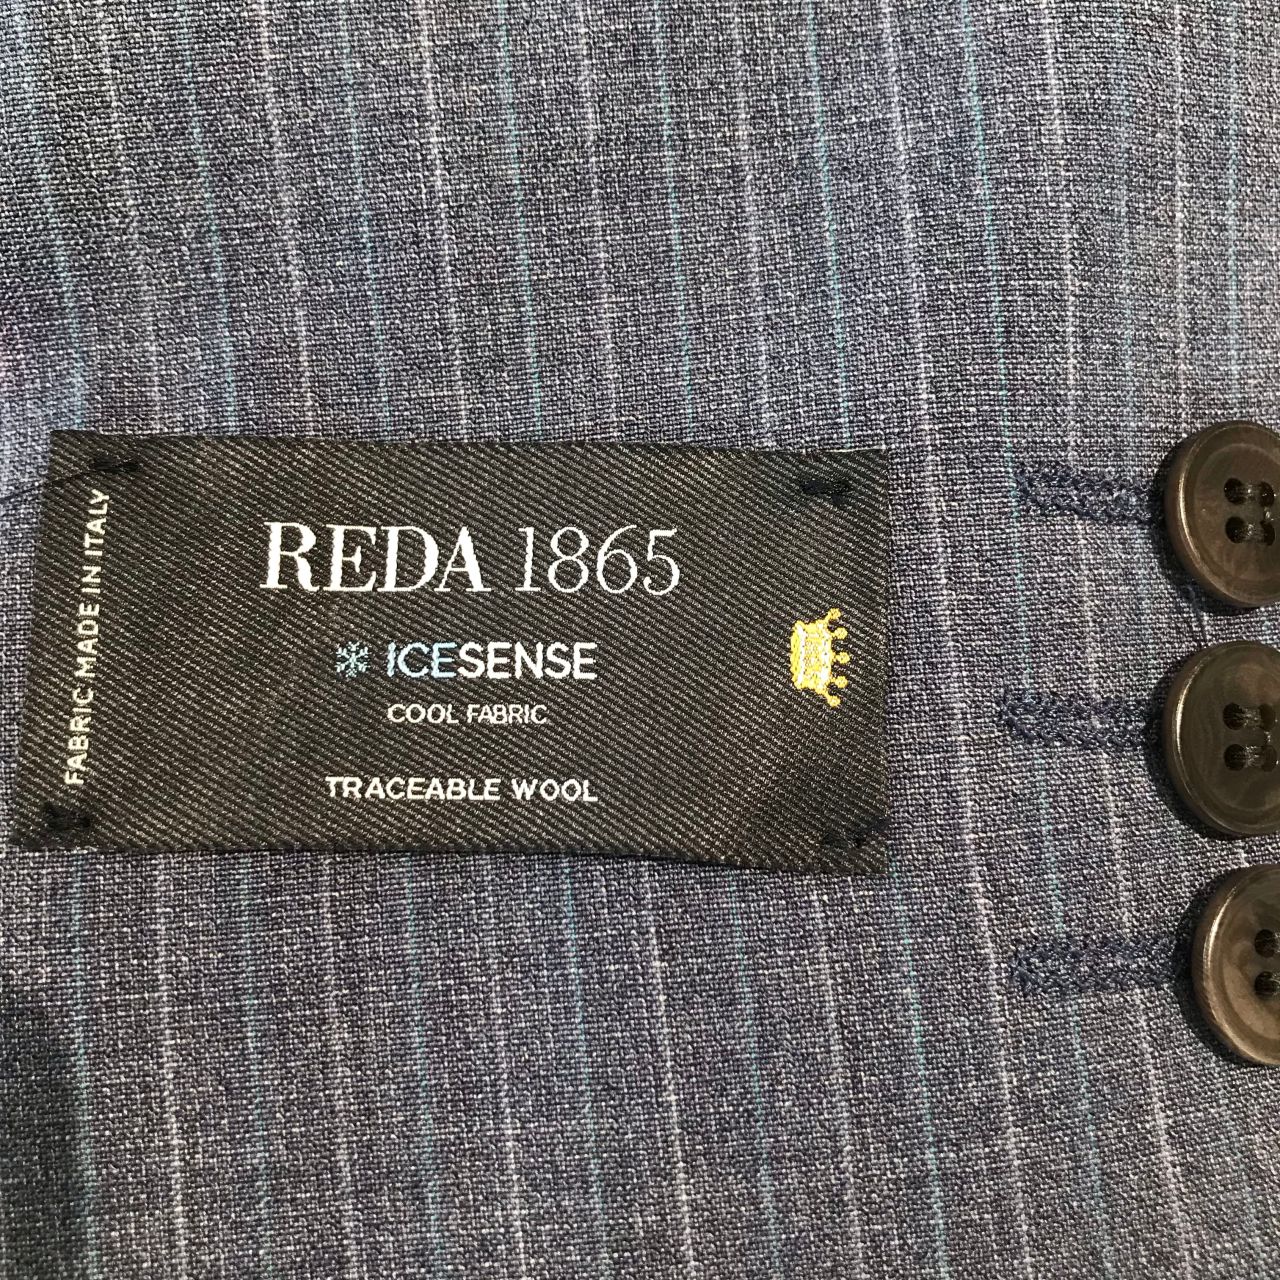 REDA 1865
ICESENSE
COOL FABRIC
TRACEABLE WOOL
FABRIC MADE IN ITALY